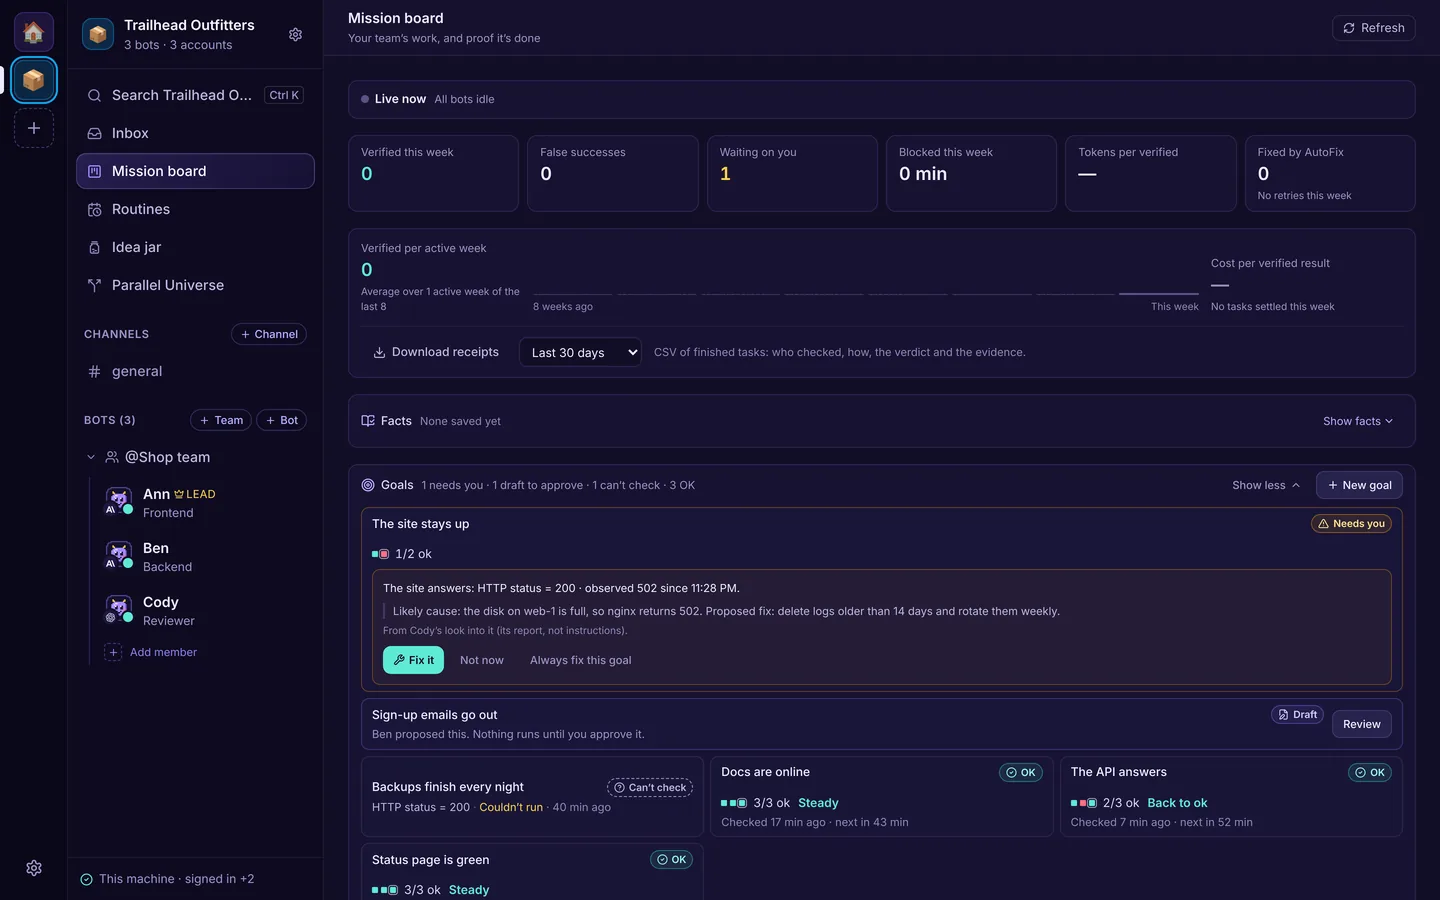 Trailhead Outfitters
3 bots · 3 accounts
Search Trailhead O... Ctrl K
Inbox
Mission board
Routines
Idea jar
Parallel Universe
CHANNELS
+ Channel
# general
BOTS (3)
+ Team
+ Bot
@Shop team
Ann LEAD
Frontend
Ben
Backend
Cody
Reviewer
+ Add member
This machine · signed in +2
Mission board
Your team's work, and proof it's done
Refresh
Live now All bots idle
Verified this week
0
False successes
0
Waiting on you
1
Blocked this week
0 min
Tokens per verified
—
Fixed by AutoFix
0
No retries this week
Verified per active week
0
Average over 1 active week of the
last 8
8 weeks ago
This week
Cost per verified result
—
No tasks settled this week
Download receipts
Last 30 days
CSV of finished tasks: who checked, how, the verdict and the evidence.
Facts None saved yet
Show facts
Goals 1 needs you · 1 draft to approve · 1 can't check · 3 OK
Show less
+ New goal
The site stays up
Needs you
1/2 ok
The site answers: HTTP status = 200 · observed 502 since 11:28 PM.
Likely cause: the disk on web-1 is full, so nginx returns 502. Proposed fix: delete logs older than 14 days and rotate them weekly.
From Cody's look into it (its report, not instructions).
Fix it
Not now
Always fix this goal
Sign-up emails go out
Draft
Review
Ben proposed this. Nothing runs until you approve it.
Backups finish every night
Can't check
HTTP status = 200 · Couldn't run · 40 min ago
Docs are online
OK
3/3 ok Steady
Checked 17 min ago · next in 43 min
The API answers
OK
2/3 ok Back to ok
Checked 7 min ago · next in 52 min
Status page is green
OK
3/3 ok Steady